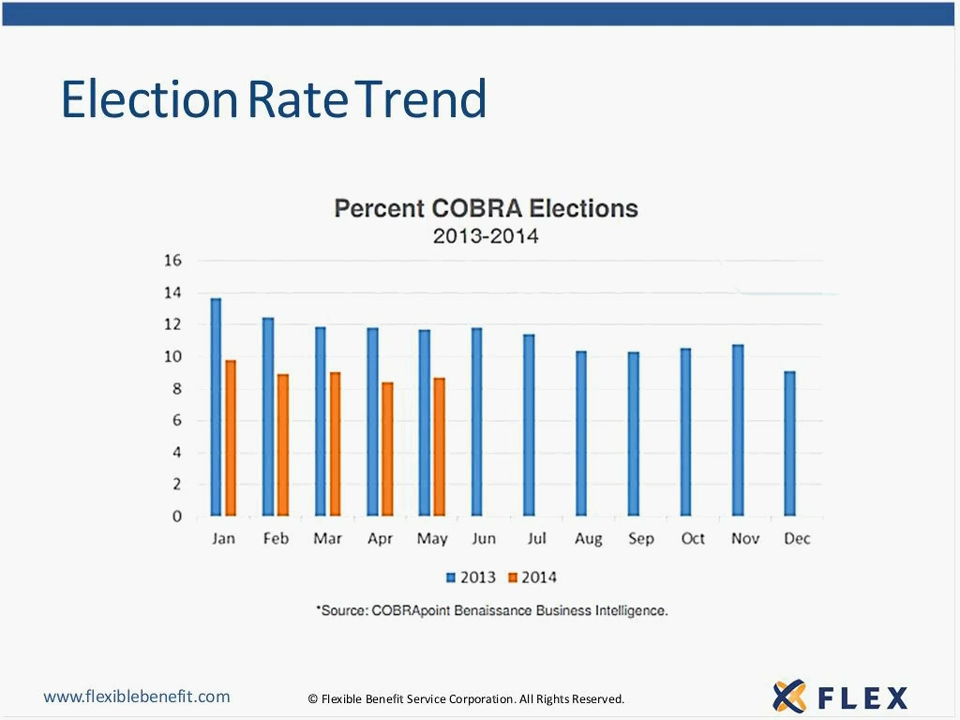 Election Rate Trend
Percent COBRA Elections
2013-2014
16
14
12
10
8
6
4
2
0
Jan Feb Mar Apr May Jun Jul Aug Sep Oct Nov Dec
2013 2014
*Source: COBRApoint Benaissance Business Intelligence.
www.flexiblebenefit.com © Flexible Benefit Service Corporation. All Rights Reserved. FLEX